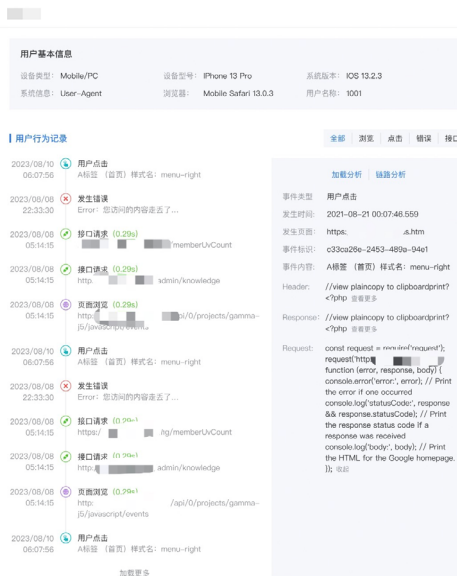 用户基本信息
设备类型： Mobile/PC
设备型号： IPhone 13 Pro
系统版本： IOS 13.2.3
系统信息： User-Agent
浏览器： Mobile Safari 13.0.3
用户名称： 1001
用户行为记录
全部 浏览 点击 错误 接口
2023/08/10 06:07:56
用户点击
A标签 （首页）样式名：menu-right
2023/08/08 22:33:30
发生错误
Error：您访问的内容走丢了...
2023/08/08 05:14:15
接口请求 (0.29s)
memberUvCount
2023/08/08 05:14:15
接口请求 (0.29s)
http. admin/knowledge
2023/08/08 05:14:15
页面浏览 (0.29s)
http: pi/0/projects/gamma-
j5/javascript/events
2023/08/10 06:07:56
用户点击
A标签 （首页）样式名：menu-right
2023/08/08 22:33:30
发生错误
Error：您访问的内容走丢了...
2023/08/08 05:14:15
接口请求 (0.29s)
https:/ /memberUvCount
2023/08/08 05:14:15
接口请求 (0.29s)
http: admin/knowledge
2023/08/08 05:14:15
页面浏览 (0.29s)
http: /api/0/projects/gamma-
j5/javascript/events
2023/08/10 06:07:56
用户点击
A标签 （首页）样式名：menu-right
加载更多
加载分析 链路分析
事件类型 用户点击
发生时间: 2021-08-21 00:07:46.559
发生页面: https: s.htm
事件标识: c33ca26e-2453-489a-94e1
事件内容: A标签 （首页）样式名：menu-right
Header: //view plaincopy to clipboardprint?
<?php 查看更多
Response: //view plaincopy to clipboardprint?
<?php 查看更多
Request: const request = require('request');
request('http
function (error, response, body) {
console.error('error:', error); // Print
the error if one occurred
console.log('statusCode:', response
&& response.statusCode); // Print
the response status code if a
response was received
console.log('body:', body); // Print
the HTML for the Google homepage.
}); 收起